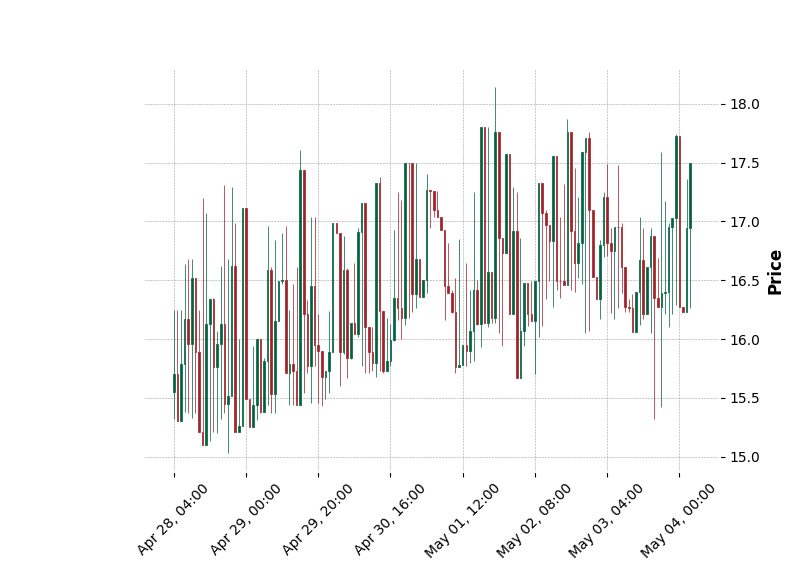 18.0
17.5
17.0
16.5
16.0
15.5
15.0
Price
Apr 28, 04:00
Apr 29, 00:00
Apr 29, 20:00
Apr 30, 16:00
May 01, 12:00
May 02, 08:00
May 03, 04:00
May 04, 00:00